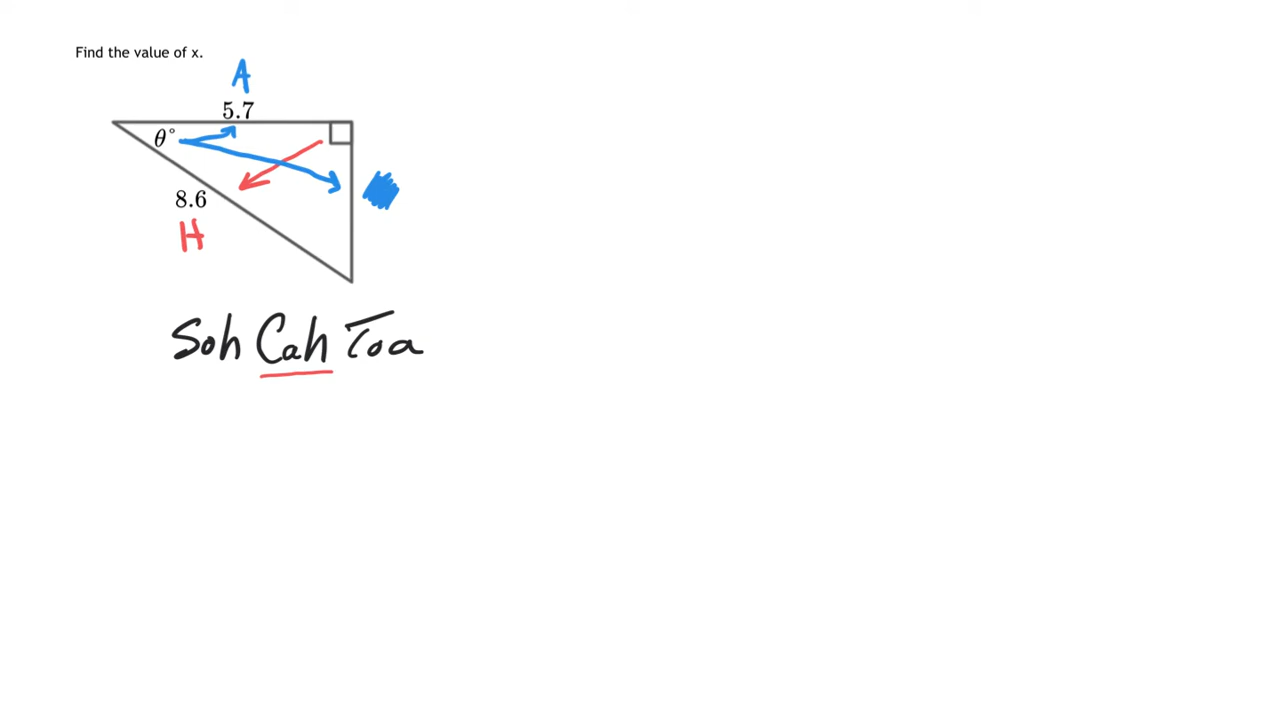 Find the value of x.
A
5.7
θ°
8.6
H
Soh Cah Toa